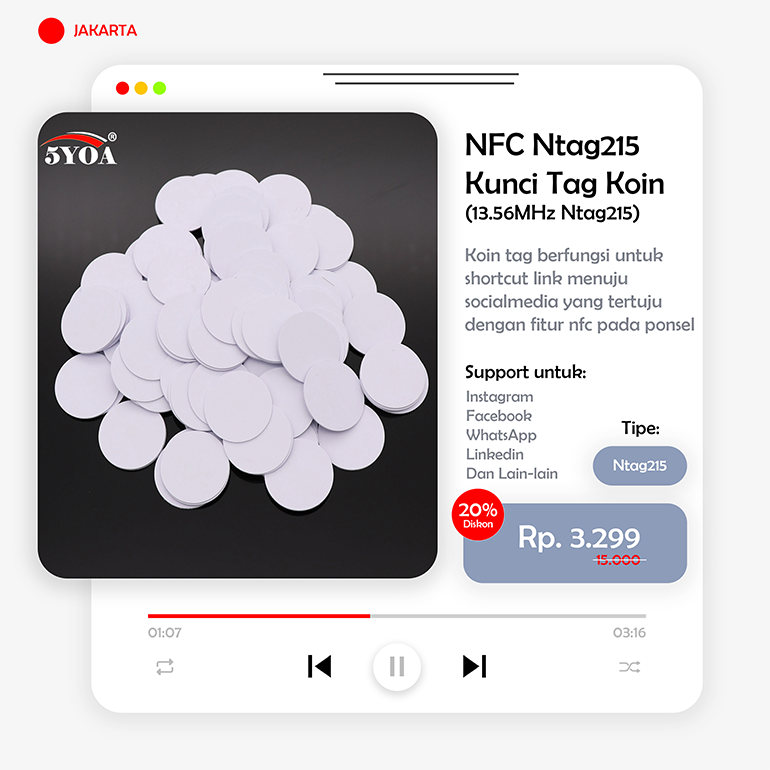 JAKARTA
5YOA®
NFC Ntag215
Kunci Tag Koin
(13.56MHz Ntag215)
Koin tag berfungsi untuk
shortcut link menuju
socialmedia yang tertuju
dengan fitur nfc pada ponsel
Support untuk:
Instagram
Facebook
WhatsApp
Linkedin
Dan Lain-lain
Tipe:
Ntag215
20%
Diskon
Rp. 3.299
15.000
01:07
03:16